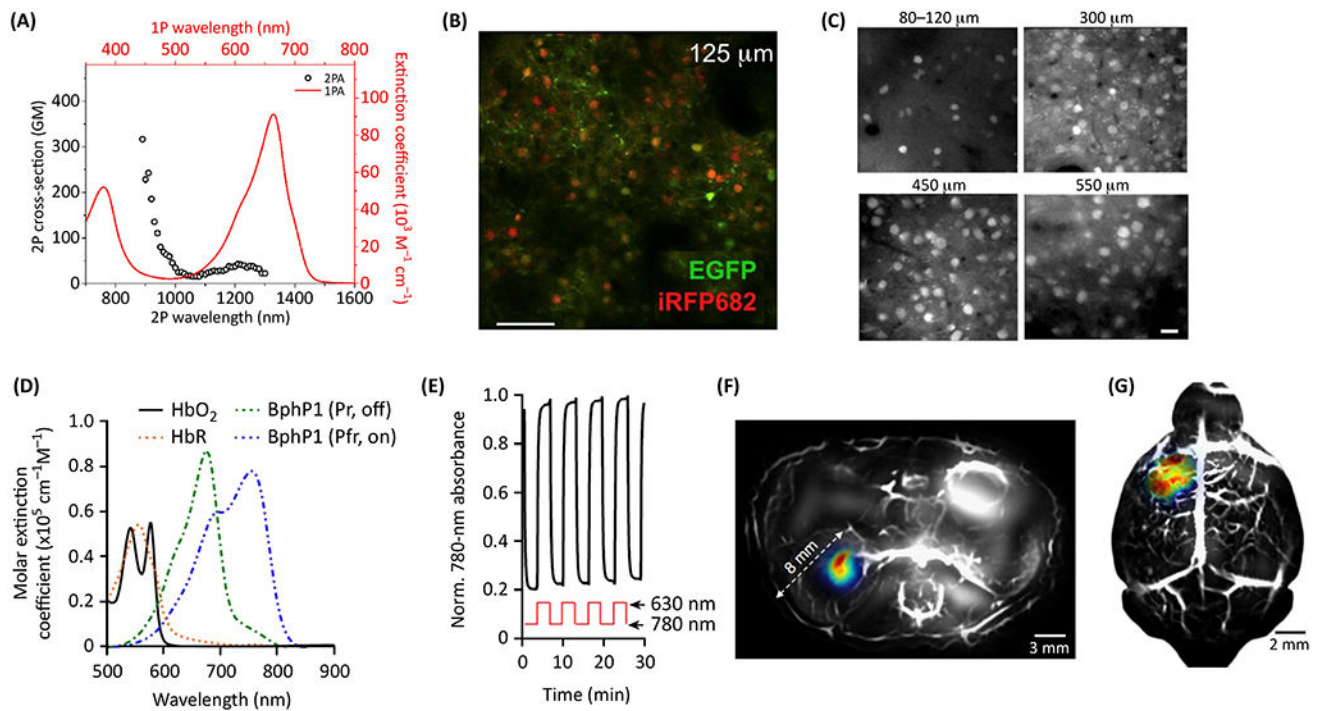 (A)
1P wavelength (nm)
400 500 600 700 800
2PA
1PA
2P cross-section (GM)
400
300
200
100
0
Extinction coefficient (10³ M⁻¹ cm⁻¹)
100
80
60
40
20
0
800 1000 1200 1400 1600
2P wavelength (nm)
(B)
125 μm
EGFP
iRFP682
(C)
80–120 μm 300 μm
450 μm 550 μm
(D)
HbO₂ BphP1 (Pr, off)
HbR BphP1 (Pfr, on)
Molar extinction
coefficient (x10⁵ cm⁻¹M⁻¹)
1
0.8
0.6
0.4
0.2
0
500 600 700 800 900
Wavelength (nm)
(E)
Norm. 780-nm absorbance
1.0
0.8
0.6
0.4
0.2
0
630 nm
780 nm
0 10 20 30
Time (min)
(F)
8 mm
3 mm
(G)
2 mm